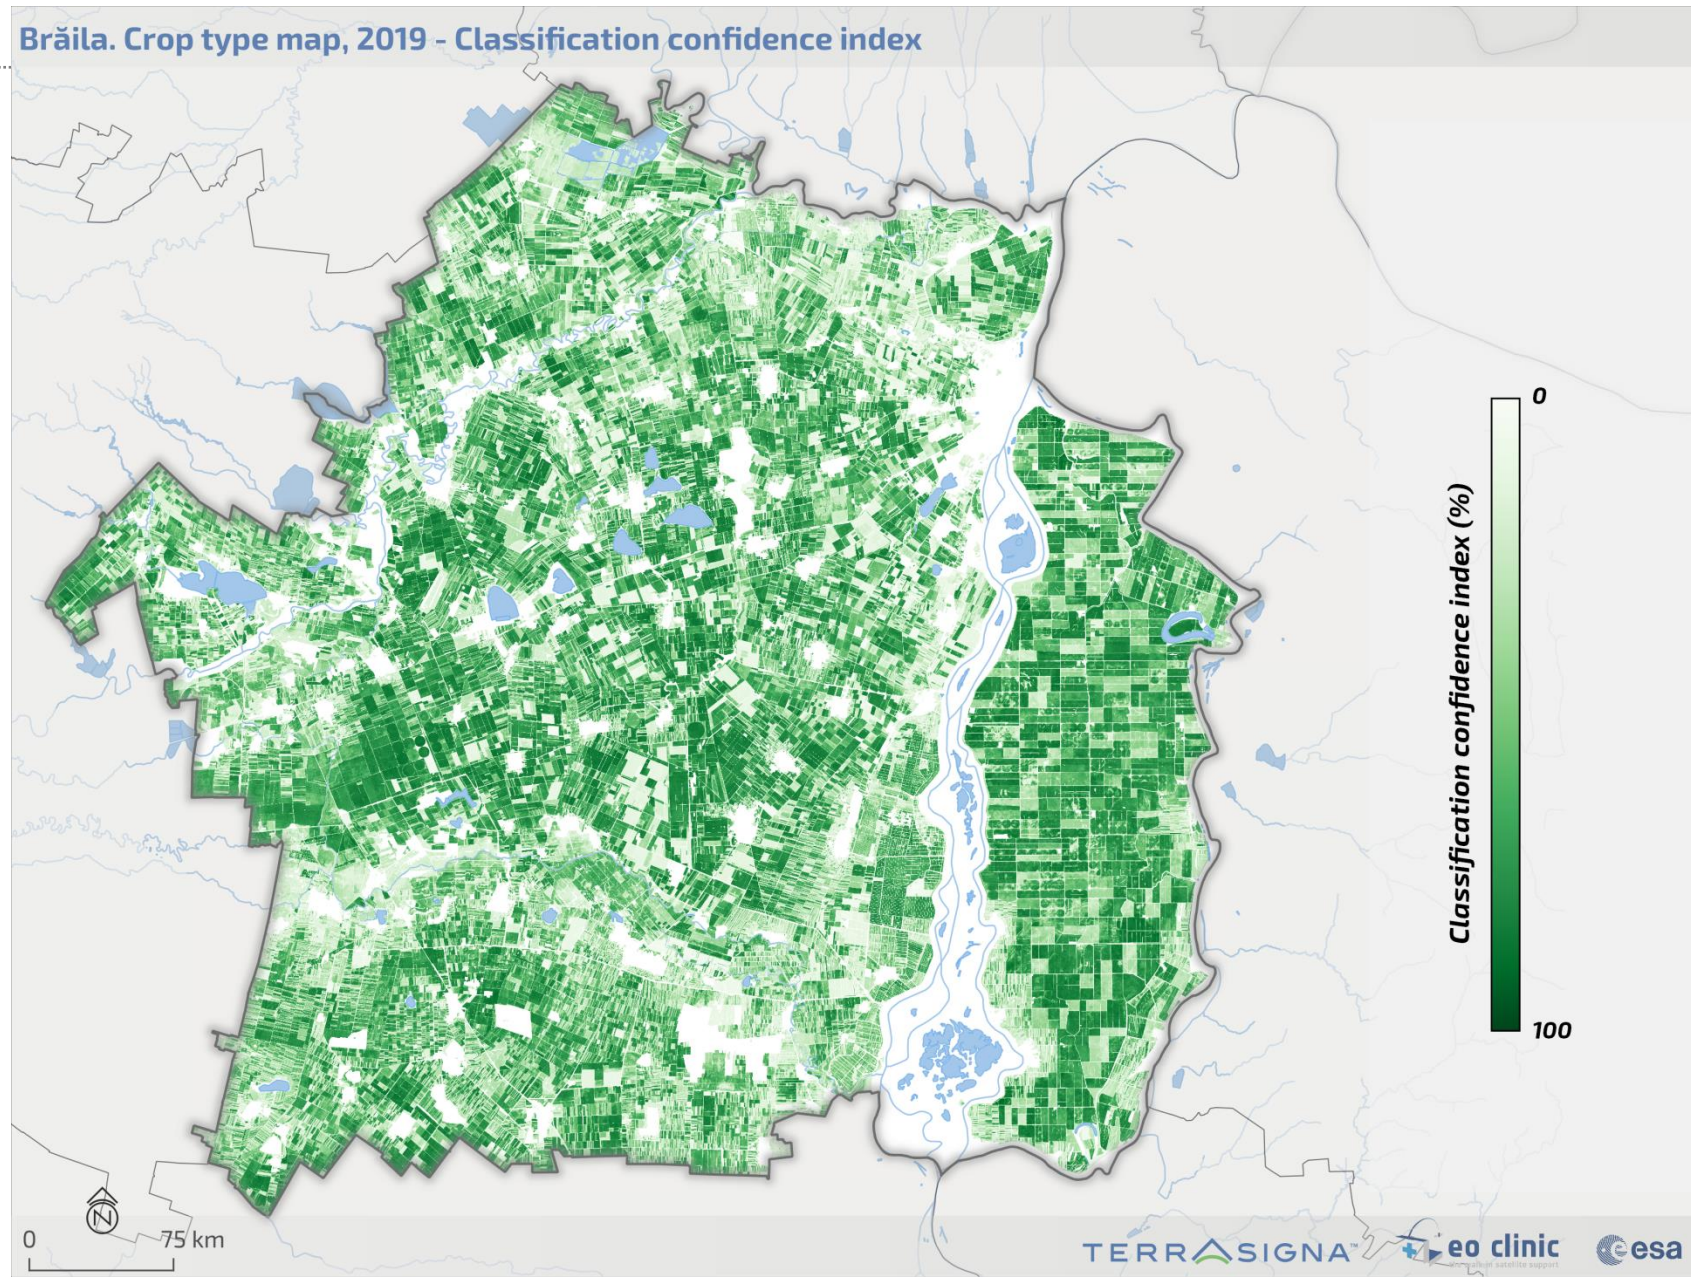 Brăila. Crop type map, 2019 - Classification confidence index
0
Classification confidence index (%)
100
N
0 75 km
TERRASIGNA™
eo clinic
esa